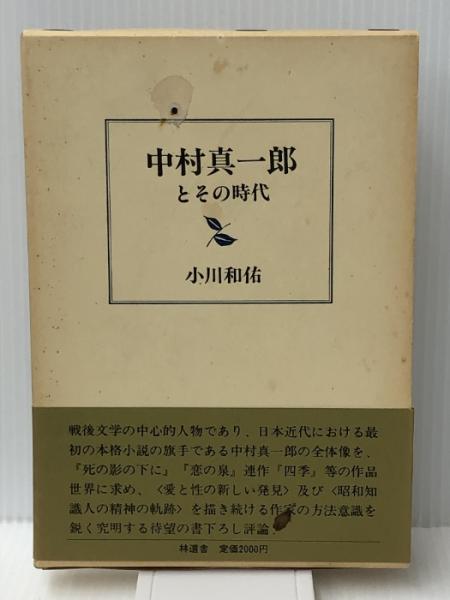 中村真一郎
とその時代
小川和佑
戦後文学の中心的人物であり、日本近代における最
初の本格小説の旗手である中村真一郎の全体像を、
『死の影の下に』『恋の泉』連作『四季』等の作品
世界に求め、〈愛と性の新しい発見〉及び〈昭和知
識人の精神の軌跡〉を描き続ける作家の方法意識を
鋭く究明する待望の書下ろし評論．
林道舎 定価2000円